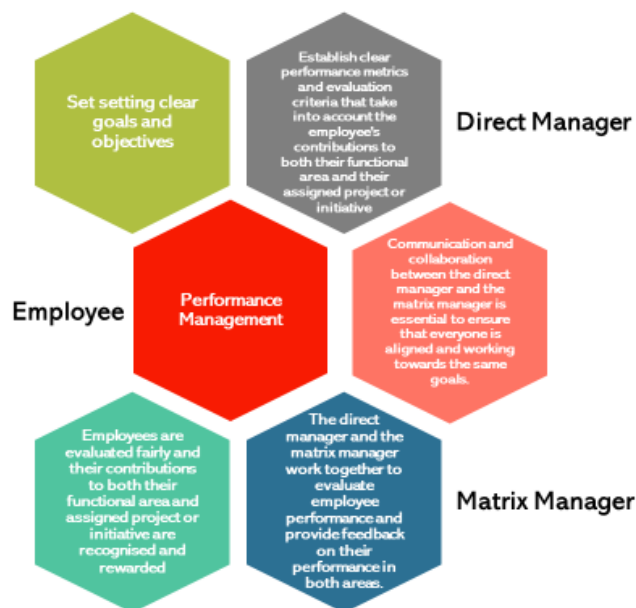 Set setting clear
goals and
objectives
Establish clear
performance metrics
and evaluation
criteria that take
into account the
employee's
contributions to
both their functional
area and their
assigned project or
initiative
Direct Manager
Employee
Performance
Management
Communication and
collaboration
between the direct
manager and the
matrix manager is
essential to ensure
that everyone is
aligned and working
towards the same
goals.
Employees are
evaluated fairly and
their contributions
to both their
functional area and
assigned project or
initiative are
recognised and
rewarded
The direct
manager and the
matrix manager
work together to
evaluate
employee
performance and
provide feedback
on their
performance in
both areas.
Matrix Manager